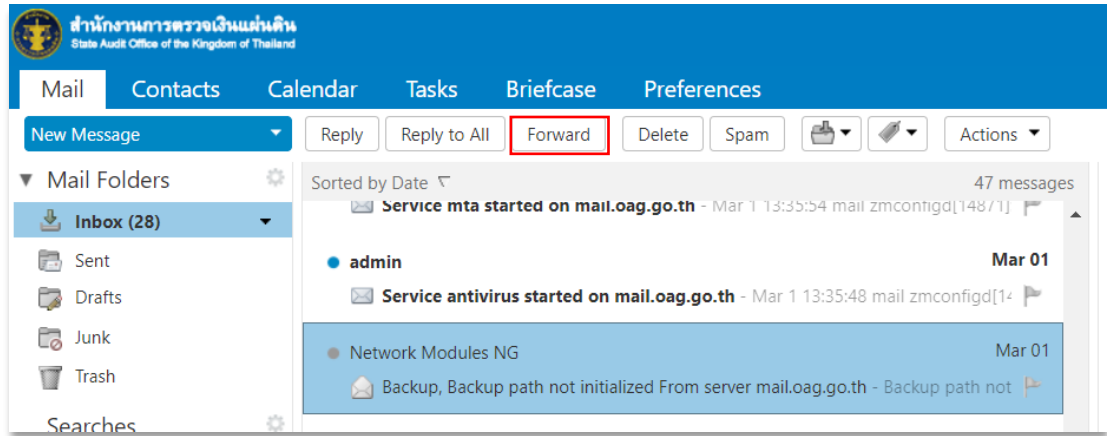 สำนักงานการตรวจเงินแผ่นดิน
State Audit Office of the Kingdom of Thailand
Mail Contacts Calendar Tasks Briefcase Preferences
New Message Reply Reply to All Forward Delete Spam Actions
Mail Folders Sorted by Date 47 messages
Service mta started on mail.oag.go.th - Mar 1 13:35:54 mail zmconfigd[14871]
Inbox (28)
Sent admin Mar 01
Drafts Service antivirus started on mail.oag.go.th - Mar 1 13:35:48 mail zmconfigd[14
Junk Network Modules NG Mar 01
Trash Backup, Backup path not initialized From server mail.oag.go.th - Backup path not
Searches